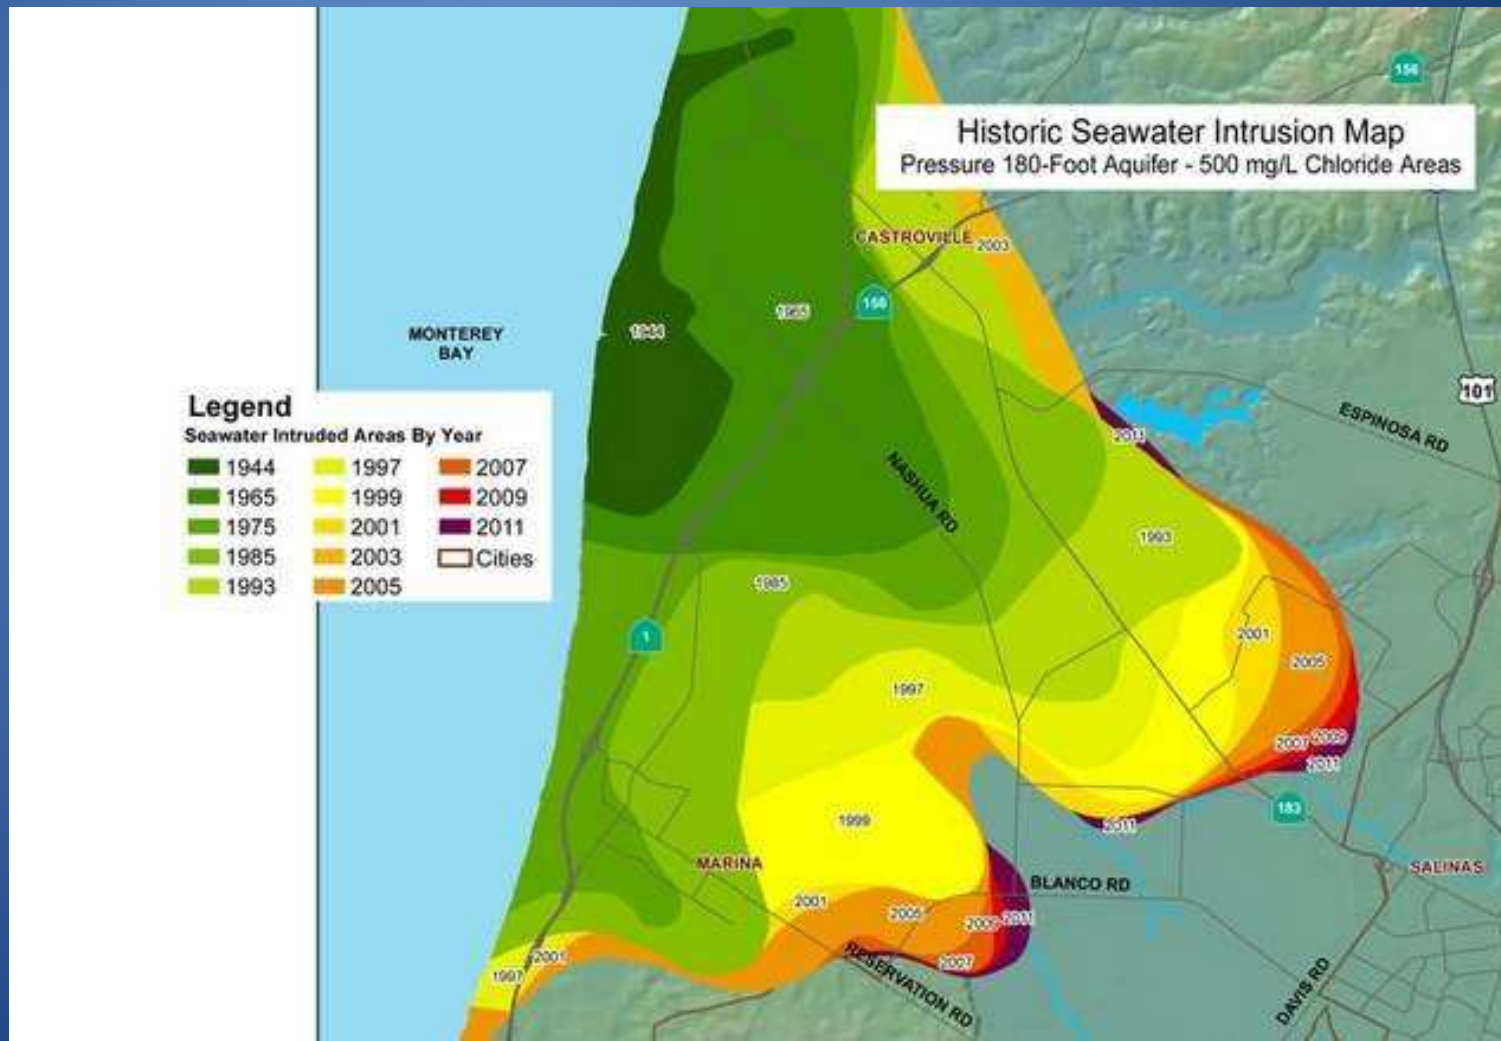 156
Historic Seawater Intrusion Map
Pressure 180-Foot Aquifer - 500 mg/L Chloride Areas
CASTROVILLE
2003
156
1965
1944
MONTEREY
BAY
101
Legend
Seawater Intruded Areas By Year
1944
1965
1975
1985
1993
1997
1999
2001
2003
2005
2007
2009
2011
Cities
ESPINOSA RD
2011
NASHUA RD
1993
1985
1
2001
2005
1997
2007
2009
2011
183
1999
2011
MARINA
SALINAS
BLANCO RD
2001
2005
2009
2011
RESERVATION RD
2007
2001
1997
DAVIS RD